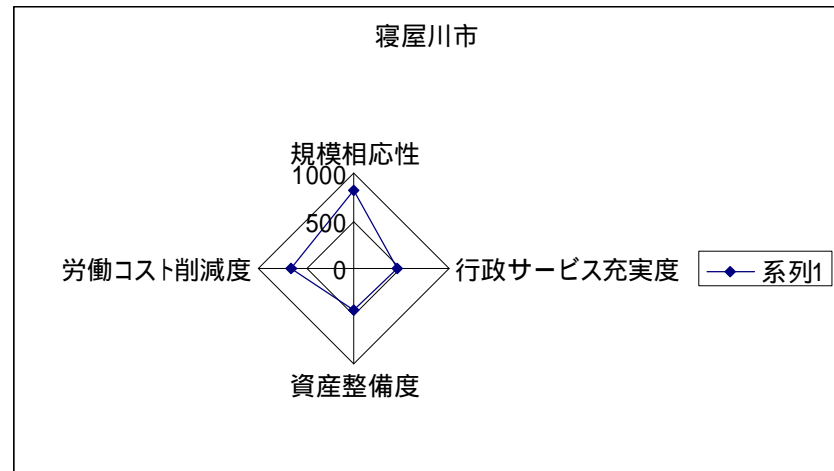 寝屋川市
規模相応性
1000
500
0
労働コスト削減度
行政サービス充実度
資産整備度
系列1